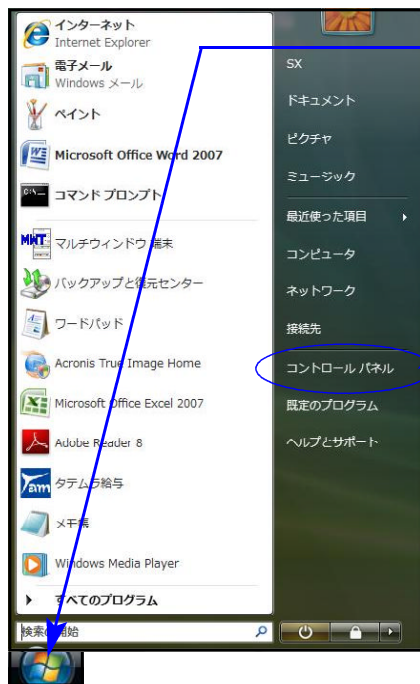 インターネット
Internet Explorer
電子メール
Windows メール
ペイント
Microsoft Office Word 2007
コマンド プロンプト
マルチウィンドウ 端末
バックアップと復元センター
ワードパッド
Acronis True Image Home
Microsoft Office Excel 2007
Adobe Reader 8
タテムラ給与
メモ帳
Windows Media Player
すべてのプログラム
検索の開始
SX
ドキュメント
ピクチャ
ミュージック
最近使った項目
コンピュータ
ネットワーク
接続先
コントロール パネル
既定のプログラム
ヘルプとサポート